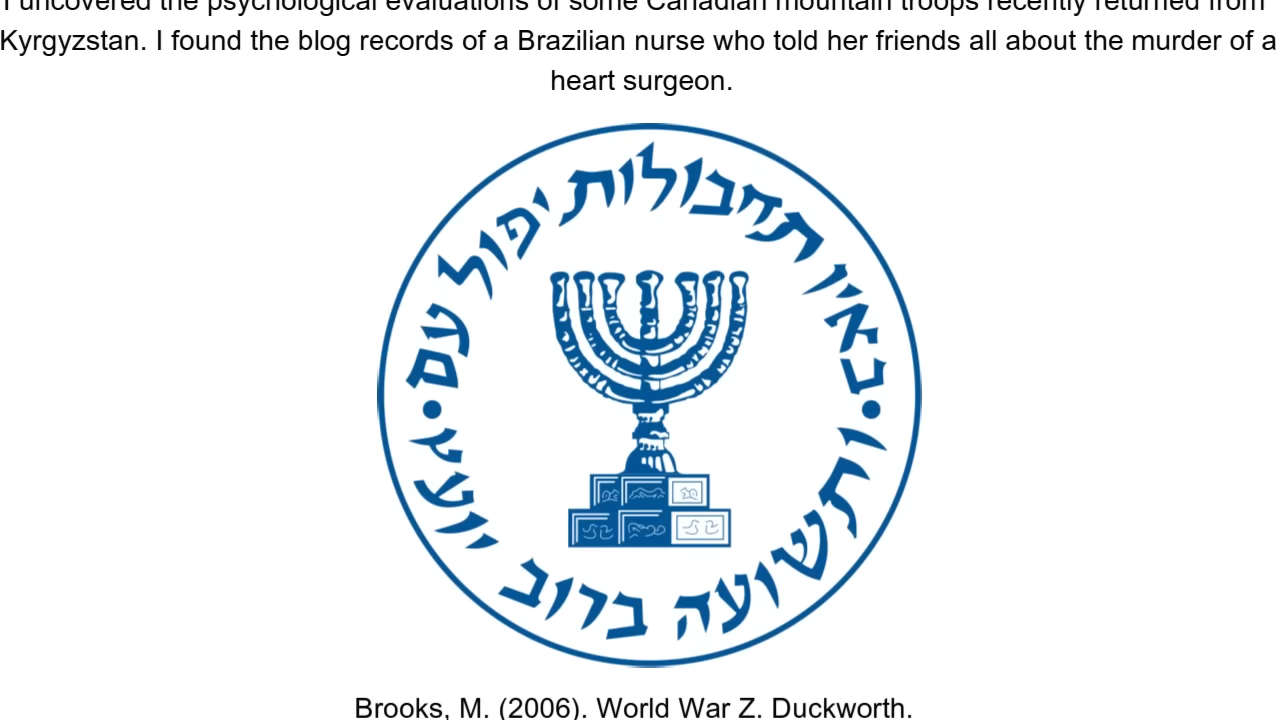 I uncovered the psychological evaluations of some Canadian mountain troops recently returned from
Kyrgyzstan. I found the blog records of a Brazilian nurse who told her friends all about the murder of a
heart surgeon.
באין תחבולות יפול עם
ותשועה ברוב יועץ
Brooks, M. (2006). World War Z. Duckworth.